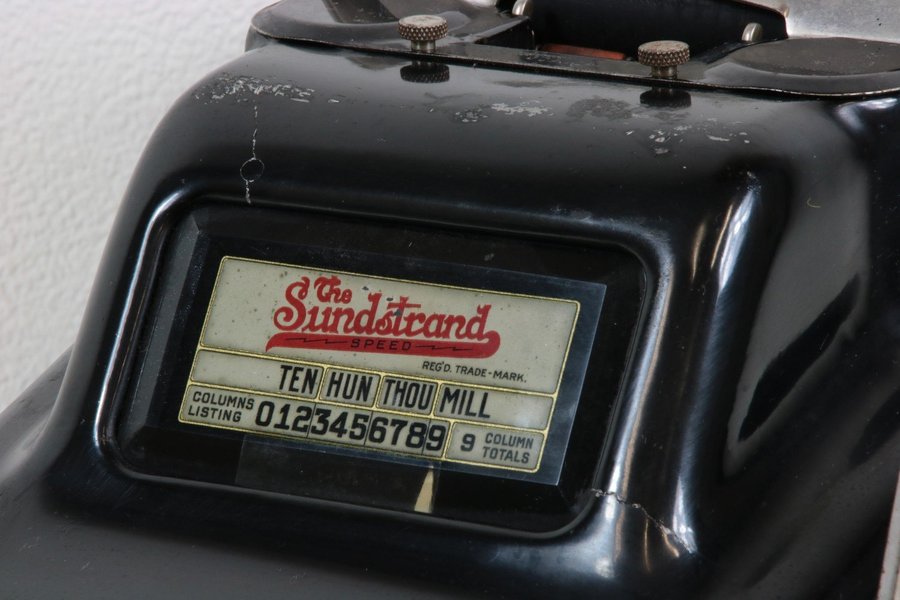 The
Sundstrand
SPEED
REG'D. TRADE-MARK.
TEN HUN THOU MILL
COLUMNS LISTING 0123456789 9 COLUMN TOTALS